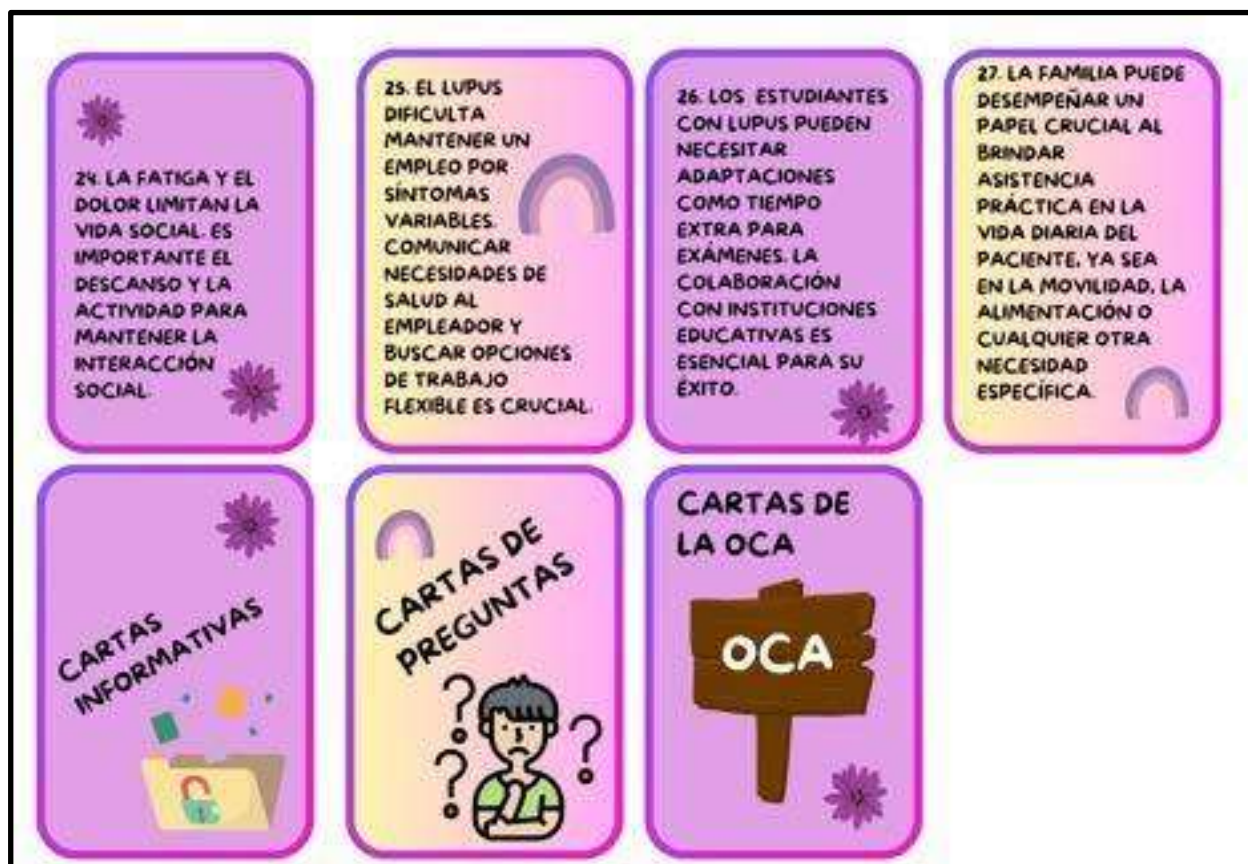 24. LA FATIGA Y EL
DOLOR LIMITAN LA
VIDA SOCIAL. ES
IMPORTANTE EL
DESCANSO Y LA
ACTIVIDAD PARA
MANTENER LA
INTERACCIÓN
SOCIAL.
25. EL LUPUS
DIFICULTA
MANTENER UN
EMPLEO POR
SÍNTOMAS
VARIABLES.
COMUNICAR
NECESIDADES DE
SALUD AL
EMPLEADOR Y
BUSCAR OPCIONES
DE TRABAJO
FLEXIBLE ES CRUCIAL.
26. LOS ESTUDIANTES
CON LUPUS PUEDEN
NECESITAR
ADAPTACIONES
COMO TIEMPO
EXTRA PARA
EXÁMENES. LA
COLABORACIÓN
CON INSTITUCIONES
EDUCATIVAS ES
ESENCIAL PARA SU
ÉXITO.
27. LA FAMILIA PUEDE
DESEMPEÑAR UN
PAPEL CRUCIAL AL
BRINDAR
ASISTENCIA
PRÁCTICA EN LA
VIDA DIARIA DEL
PACIENTE, YA SEA
EN LA MOVILIDAD, LA
ALIMENTACIÓN O
CUALQUIER OTRA
NECESIDAD
ESPECÍFICA.
CARTAS
INFORMATIVAS
CARTAS DE
PREGUNTAS
? ? ?
CARTAS DE
LA OCA
OCA